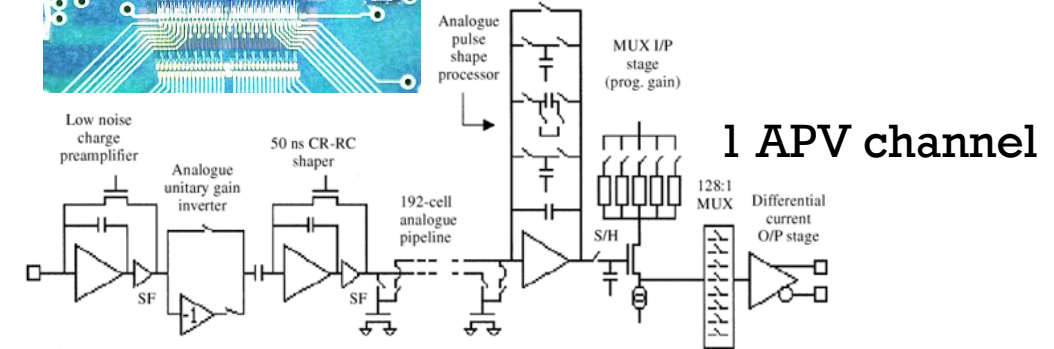 Analogue
pulse
shape
processor
MUX I/P
stage
(prog. gain)
1 APV channel
Low noise
charge
preamplifier
Analogue
unitary gain
inverter
50 ns CR-RC
shaper
192-cell
analogue
pipeline
128:1
MUX
Differential
current
O/P stage
S/H
SF
-1
SF